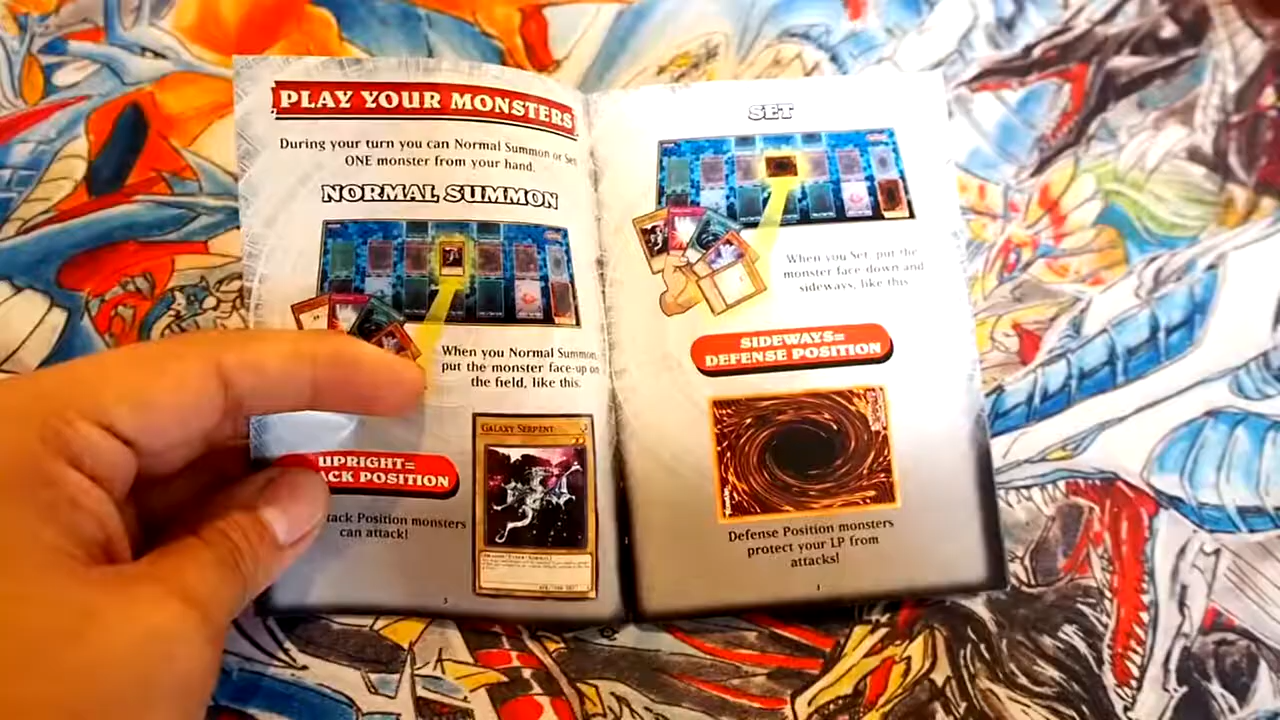 PLAY YOUR MONSTERS
During your turn you can Normal Summon or Set
ONE monster from your hand.
NORMAL SUMMON
When you Normal Summon,
put the monster face-up on
the field, like this.
UPRIGHT=
ACK POSITION
tack Position monsters
can attack!
GALAXY SERPENT
3
SET
When you Set, put the
monster face down and
sideways, like this.
SIDEWAYS=
DEFENSE POSITION
Defense Position monsters
protect your LP from
attacks!